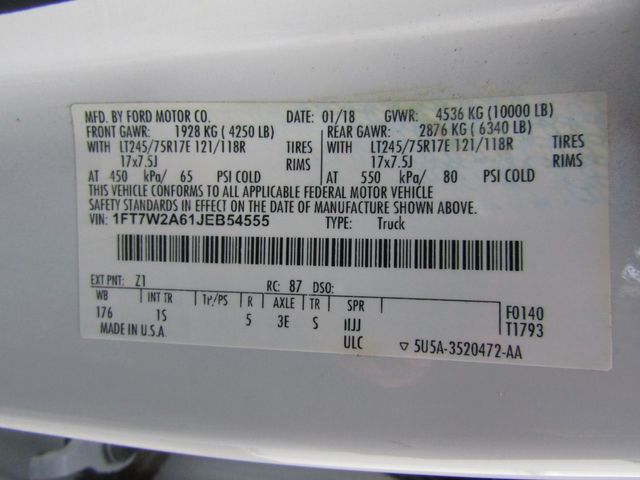 MFD. BY FORD MOTOR CO. DATE: 01/18 GVWR: 4536 KG (10000 LB)
FRONT GAWR: 1928 KG ( 4250 LB) REAR GAWR: 2876 KG ( 6340 LB)
WITH LT245/75R17E 121/118R TIRES WITH LT245/75R17E 121/118R TIRES
17x7.5J RIMS 17x7.5J RIMS
AT 450 kPa/ 65 PSI COLD AT 550 kPa/ 80 PSI COLD
THIS VEHICLE CONFORMS TO ALL APPLICABLE FEDERAL MOTOR VEHICLE
SAFETY STANDARDS IN EFFECT ON THE DATE OF MANUFACTURE SHOWN ABOVE.
VIN: 1FT7W2A61JEB54555 TYPE: Truck
EXT PNT: Z1 RC: 87 DSO:
WB INT TR TP/PS R AXLE TR SPR F0140
176 1S 5 3E S IIJJ T1793
MADE IN U.S.A. ULC ▽ 5U5A-3520472-AA